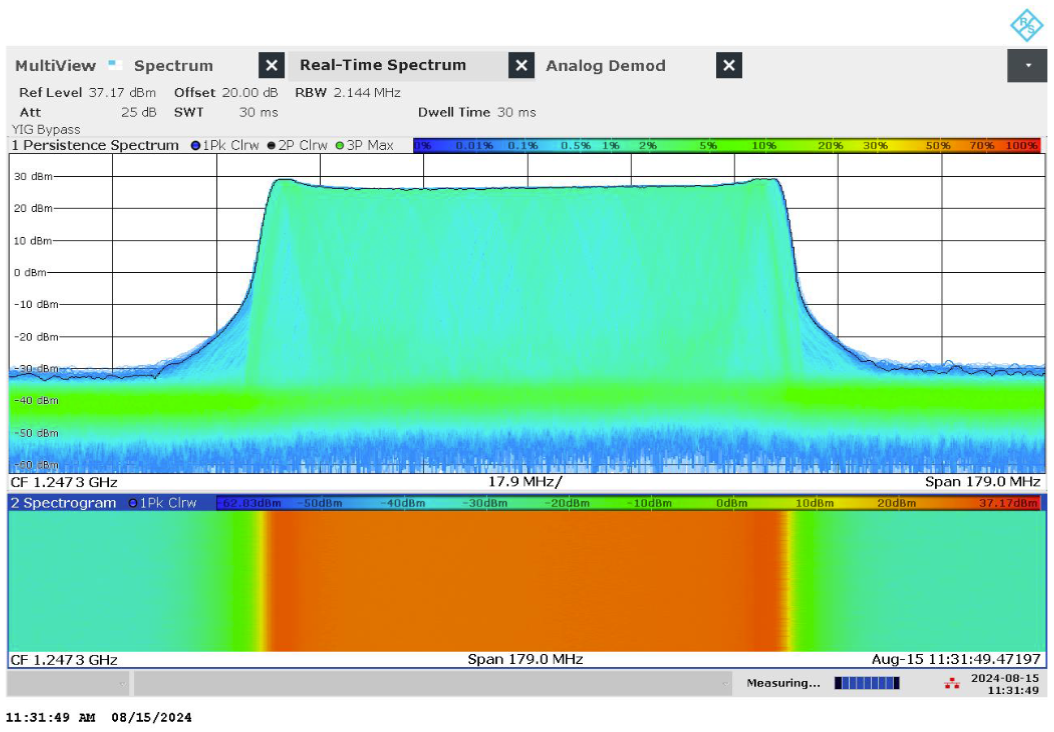 R&S
MultiView Spectrum X Real-Time Spectrum X Analog Demod X
Ref Level 37.17 dBm Offset 20.00 dB RBW 2.144 MHz
Att 25 dB SWT 30 ms Dwell Time 30 ms
YIG Bypass
1 Persistence Spectrum 1Pk Clrw 2P Clrw 3P Max 0% 0.01% 0.1% 0.5% 1% 2% 5% 10% 20% 30% 50% 70% 100%
30 dBm
20 dBm
10 dBm
0 dBm
-10 dBm
-20 dBm
-30 dBm
-40 dBm
-50 dBm
-60 dBm
CF 1.2473 GHz 17.9 MHz/ Span 179.0 MHz
2 Spectrogram 1Pk Clrw -62.83dBm -50dBm -40dBm -30dBm -20dBm -10dBm 0dBm 10dBm 20dBm 37.17dBm
CF 1.2473 GHz Span 179.0 MHz Aug-15 11:31:49.47197
Measuring... 2024-08-15
11:31:49
11:31:49 AM 08/15/2024